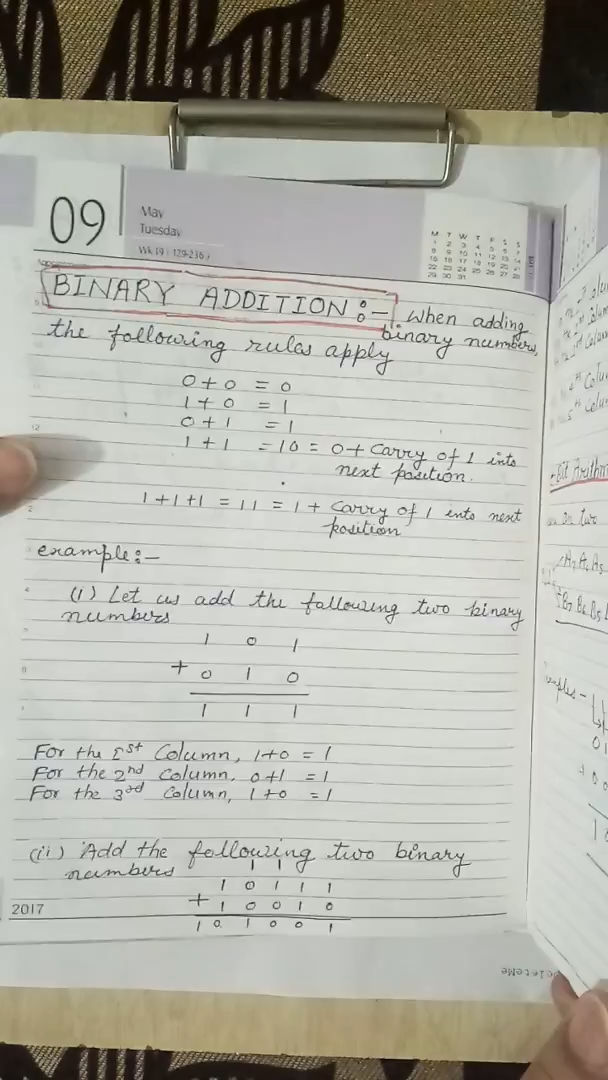 09
May
Tuesday
M T W T F S S
BINARY ADDITION :- when adding
binary numbers,
the following rules apply
0+0 = 0
1+0 = 1
0+1 = 1
1+1 = 10 = 0+ Carry of 1 into
next position.
1+1+1 = 11 = 1+ Carry of 1 into next
position
example:-
(i) Let us add the following two binary
numbers
1 0 1
+ 0 1 0
1 1 1
For the 1st Column, 1+0 = 1
For the 2nd Column, 0+1 = 1
For the 3rd Column, 1+0 = 1
(ii) Add the following two binary
numbers
1 1
1 0 1 1 1
+ 1 0 0 1 0
1 0 1 0 0 1
2017